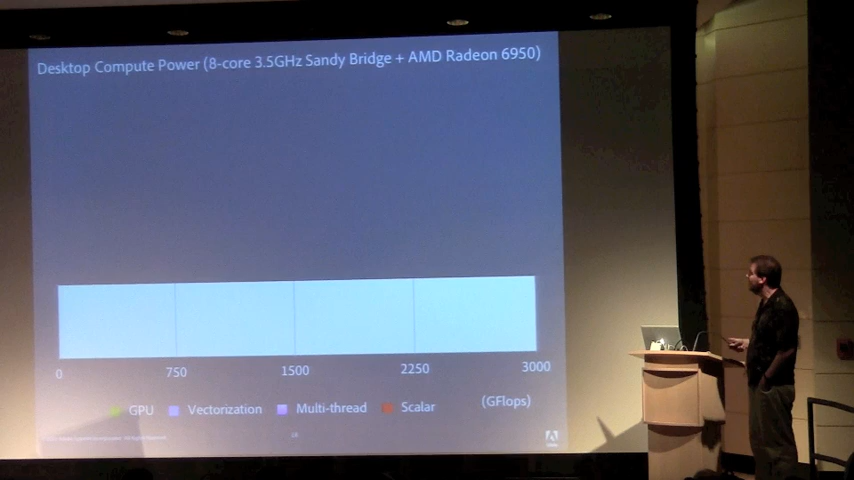 Desktop Compute Power (8-core 3.5GHz Sandy Bridge + AMD Radeon 6950)
0 750 1500 2250 3000
GPU Vectorization Multi-thread Scalar (GFlops)